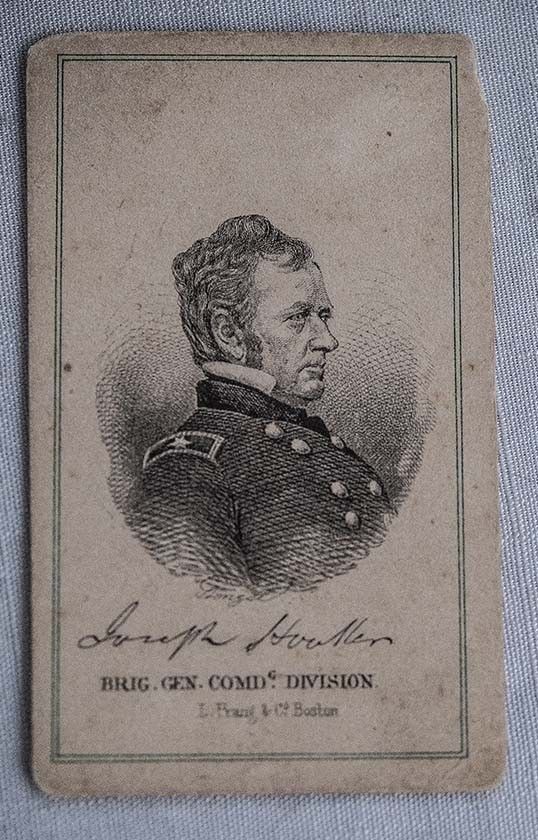 Joseph Hooker
BRIG. GEN. COMDG. DIVISION.
L. Prang & Co. Boston